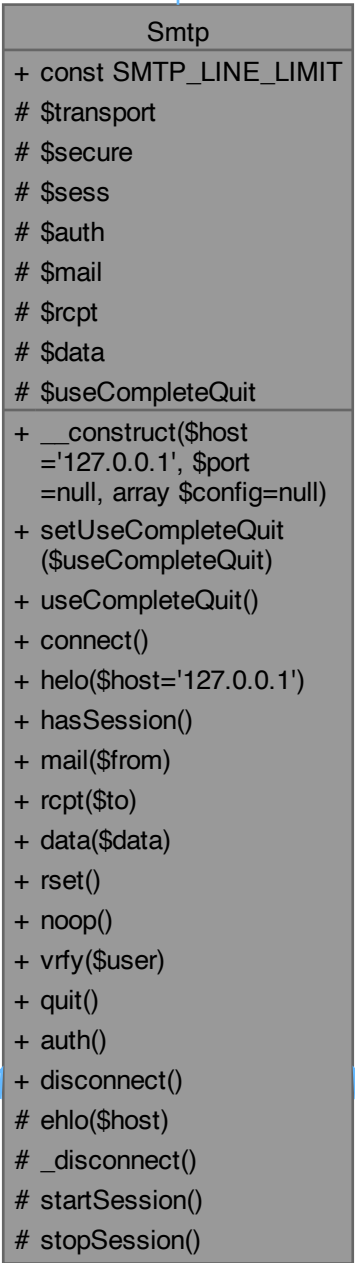 Smtp
+ const SMTP_LINE_LIMIT
# $transport
# $secure
# $sess
# $auth
# $mail
# $rcpt
# $data
# $useCompleteQuit
+ __construct($host
='127.0.0.1', $port
=null, array $config=null)
+ setUseCompleteQuit
($useCompleteQuit)
+ useCompleteQuit()
+ connect()
+ helo($host='127.0.0.1')
+ hasSession()
+ mail($from)
+ rcpt($to)
+ data($data)
+ rset()
+ noop()
+ vrfy($user)
+ quit()
+ auth()
+ disconnect()
# ehlo($host)
# _disconnect()
# startSession()
# stopSession()